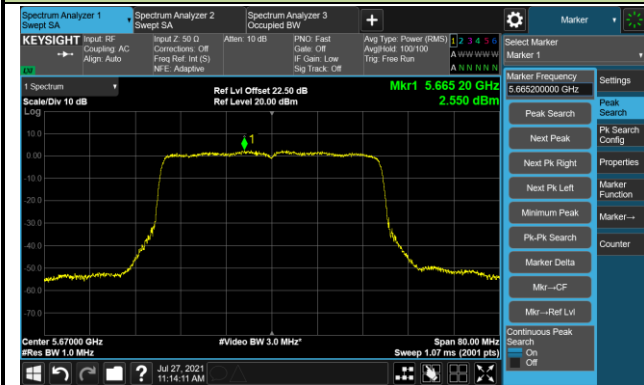 Spectrum Analyzer 1
Swept SA
Spectrum Analyzer 2
Swept SA
Spectrum Analyzer 3
Occupied BW
+
Marker
KEYSIGHT
Input: RF
Coupling: AC
Align: Auto
Input Z: 50 Ω
Corrections: Off
Freq Ref: Int (S)
NFE: Adaptive
Atten: 10 dB
PNO: Fast
Gate: Off
IF Gain: Low
Sig Track: Off
Avg Type: Power (RMS)
Avg|Hold: 100/100
Trig: Free Run
1 2 3 4 5 6
A W W W W W
A N N N N N
LXI
Select Marker
Marker 1
1 Spectrum
Scale/Div 10 dB
Log
Ref Lvl Offset 22.50 dB
Ref Level 20.00 dBm
Mkr1 5.665 20 GHz
2.550 dBm
10.0
0.00
-10.0
-20.0
-30.0
-40.0
-50.0
-60.0
-70.0
1
Center 5.67000 GHz
#Res BW 1.0 MHz
#Video BW 3.0 MHz*
Span 80.00 MHz
Sweep 1.07 ms (2001 pts)
Marker Frequency
5.665200000 GHz
Peak Search
Next Peak
Next Pk Right
Next Pk Left
Minimum Peak
Pk-Pk Search
Marker Delta
Mkr→CF
Mkr→Ref Lvl
Continuous Peak
Search
On
Off
Settings
Peak
Search
Pk Search
Config
Properties
Marker
Function
Marker→
Counter
?
Jul 27, 2021
11:14:11 AM